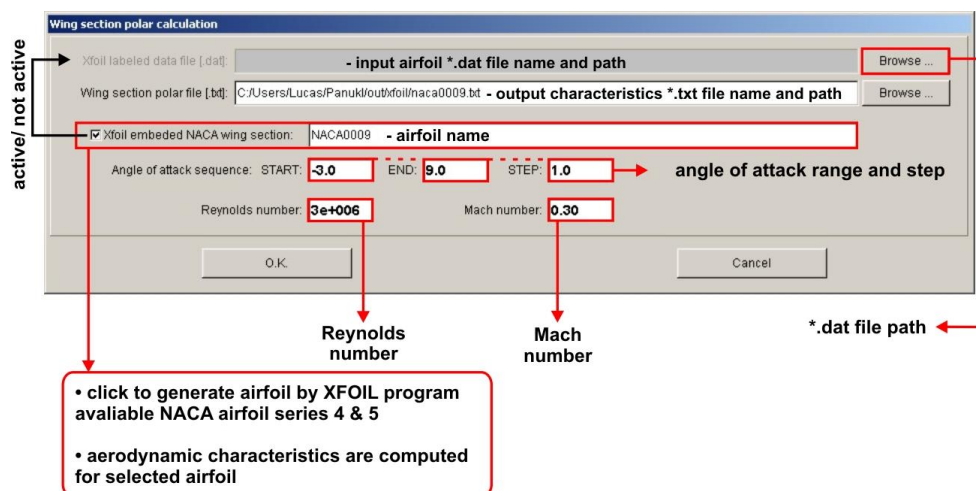 Wing section polar calculation
active/ not active
Xfoil labeled data file [.dat]: - input airfoil *.dat file name and path Browse ...
Wing section polar file [.txt]: C:/Users/Lucas/Panukl/out/xfoil/naca0009.txt - output characteristics *.txt file name and path Browse ...
Xfoil embeded NACA wing section: NACA0009 - airfoil name
Angle of attack sequence: START: -3.0 END: 9.0 STEP: 1.0 angle of attack range and step
Reynolds number: 3e+006 Mach number: 0.30
O.K. Cancel
*.dat file path
Reynolds
number
Mach
number
• click to generate airfoil by XFOIL program
avaliable NACA airfoil series 4 & 5
• aerodynamic characteristics are computed
for selected airfoil